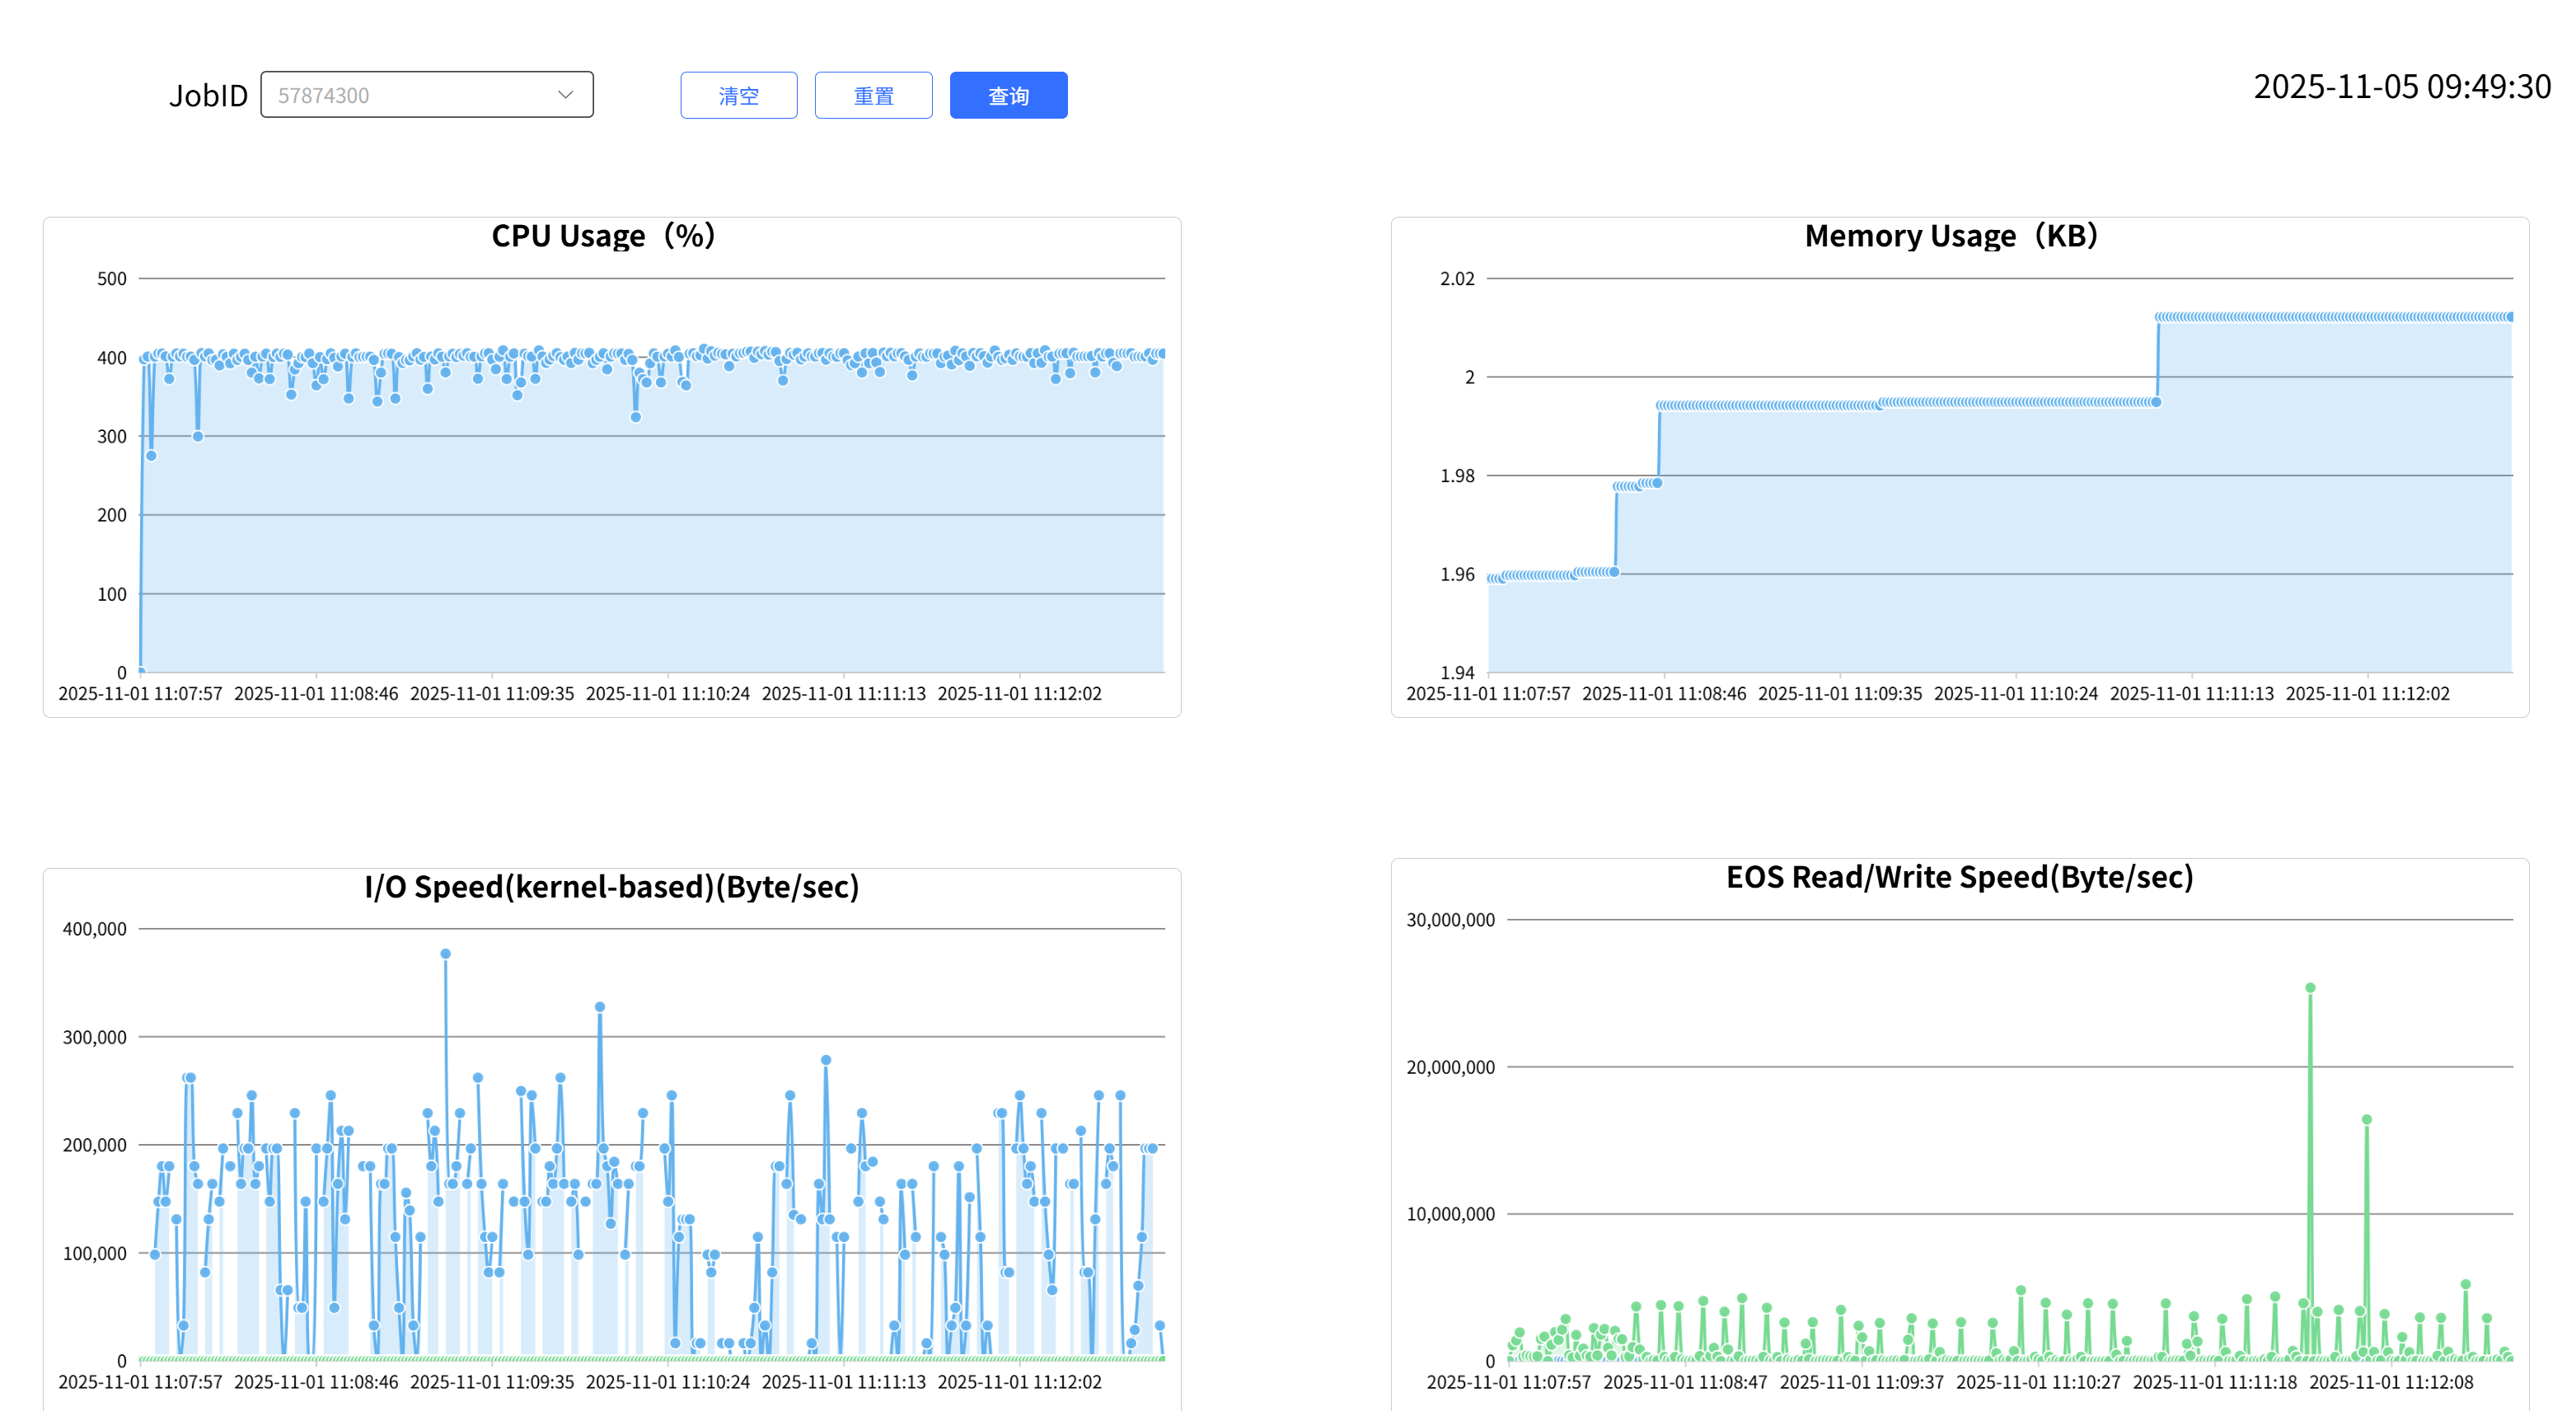 JobID 57874300 清空 重置 查询 2025-11-05 09:49:30
CPU Usage（%）
500
400
300
200
100
0
2025-11-01 11:07:57 2025-11-01 11:08:46 2025-11-01 11:09:35 2025-11-01 11:10:24 2025-11-01 11:11:13 2025-11-01 11:12:02
Memory Usage（KB）
2.02
2
1.98
1.96
1.94
2025-11-01 11:07:57 2025-11-01 11:08:46 2025-11-01 11:09:35 2025-11-01 11:10:24 2025-11-01 11:11:13 2025-11-01 11:12:02
I/O Speed(kernel-based)(Byte/sec)
400,000
300,000
200,000
100,000
0
2025-11-01 11:07:57 2025-11-01 11:08:46 2025-11-01 11:09:35 2025-11-01 11:10:24 2025-11-01 11:11:13 2025-11-01 11:12:02
EOS Read/Write Speed(Byte/sec)
30,000,000
20,000,000
10,000,000
0
2025-11-01 11:07:57 2025-11-01 11:08:47 2025-11-01 11:09:37 2025-11-01 11:10:27 2025-11-01 11:11:18 2025-11-01 11:12:08